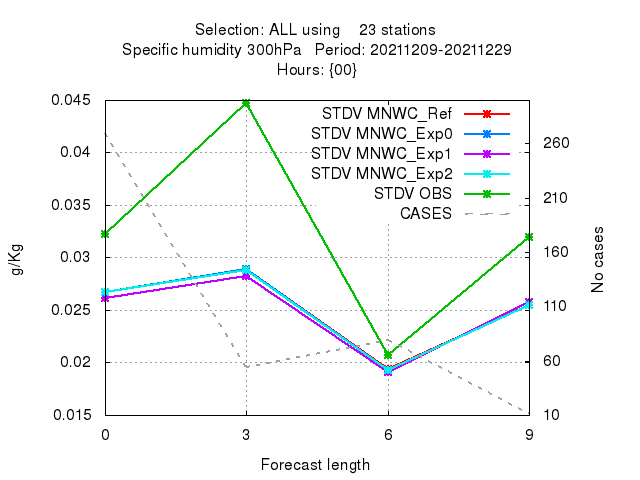 Selection: ALL using    23 stations
Specific humidity 300hPa   Period: 20211209-20211229
Hours: {00}
0.045
0.04
0.035
0.03
0.025
0.02
0.015
g/Kg
STDV MNWC_Ref
STDV MNWC_Exp0
STDV MNWC_Exp1
STDV MNWC_Exp2
STDV OBS
CASES
260
210
160
110
60
10
No cases
0 3 6 9
Forecast length